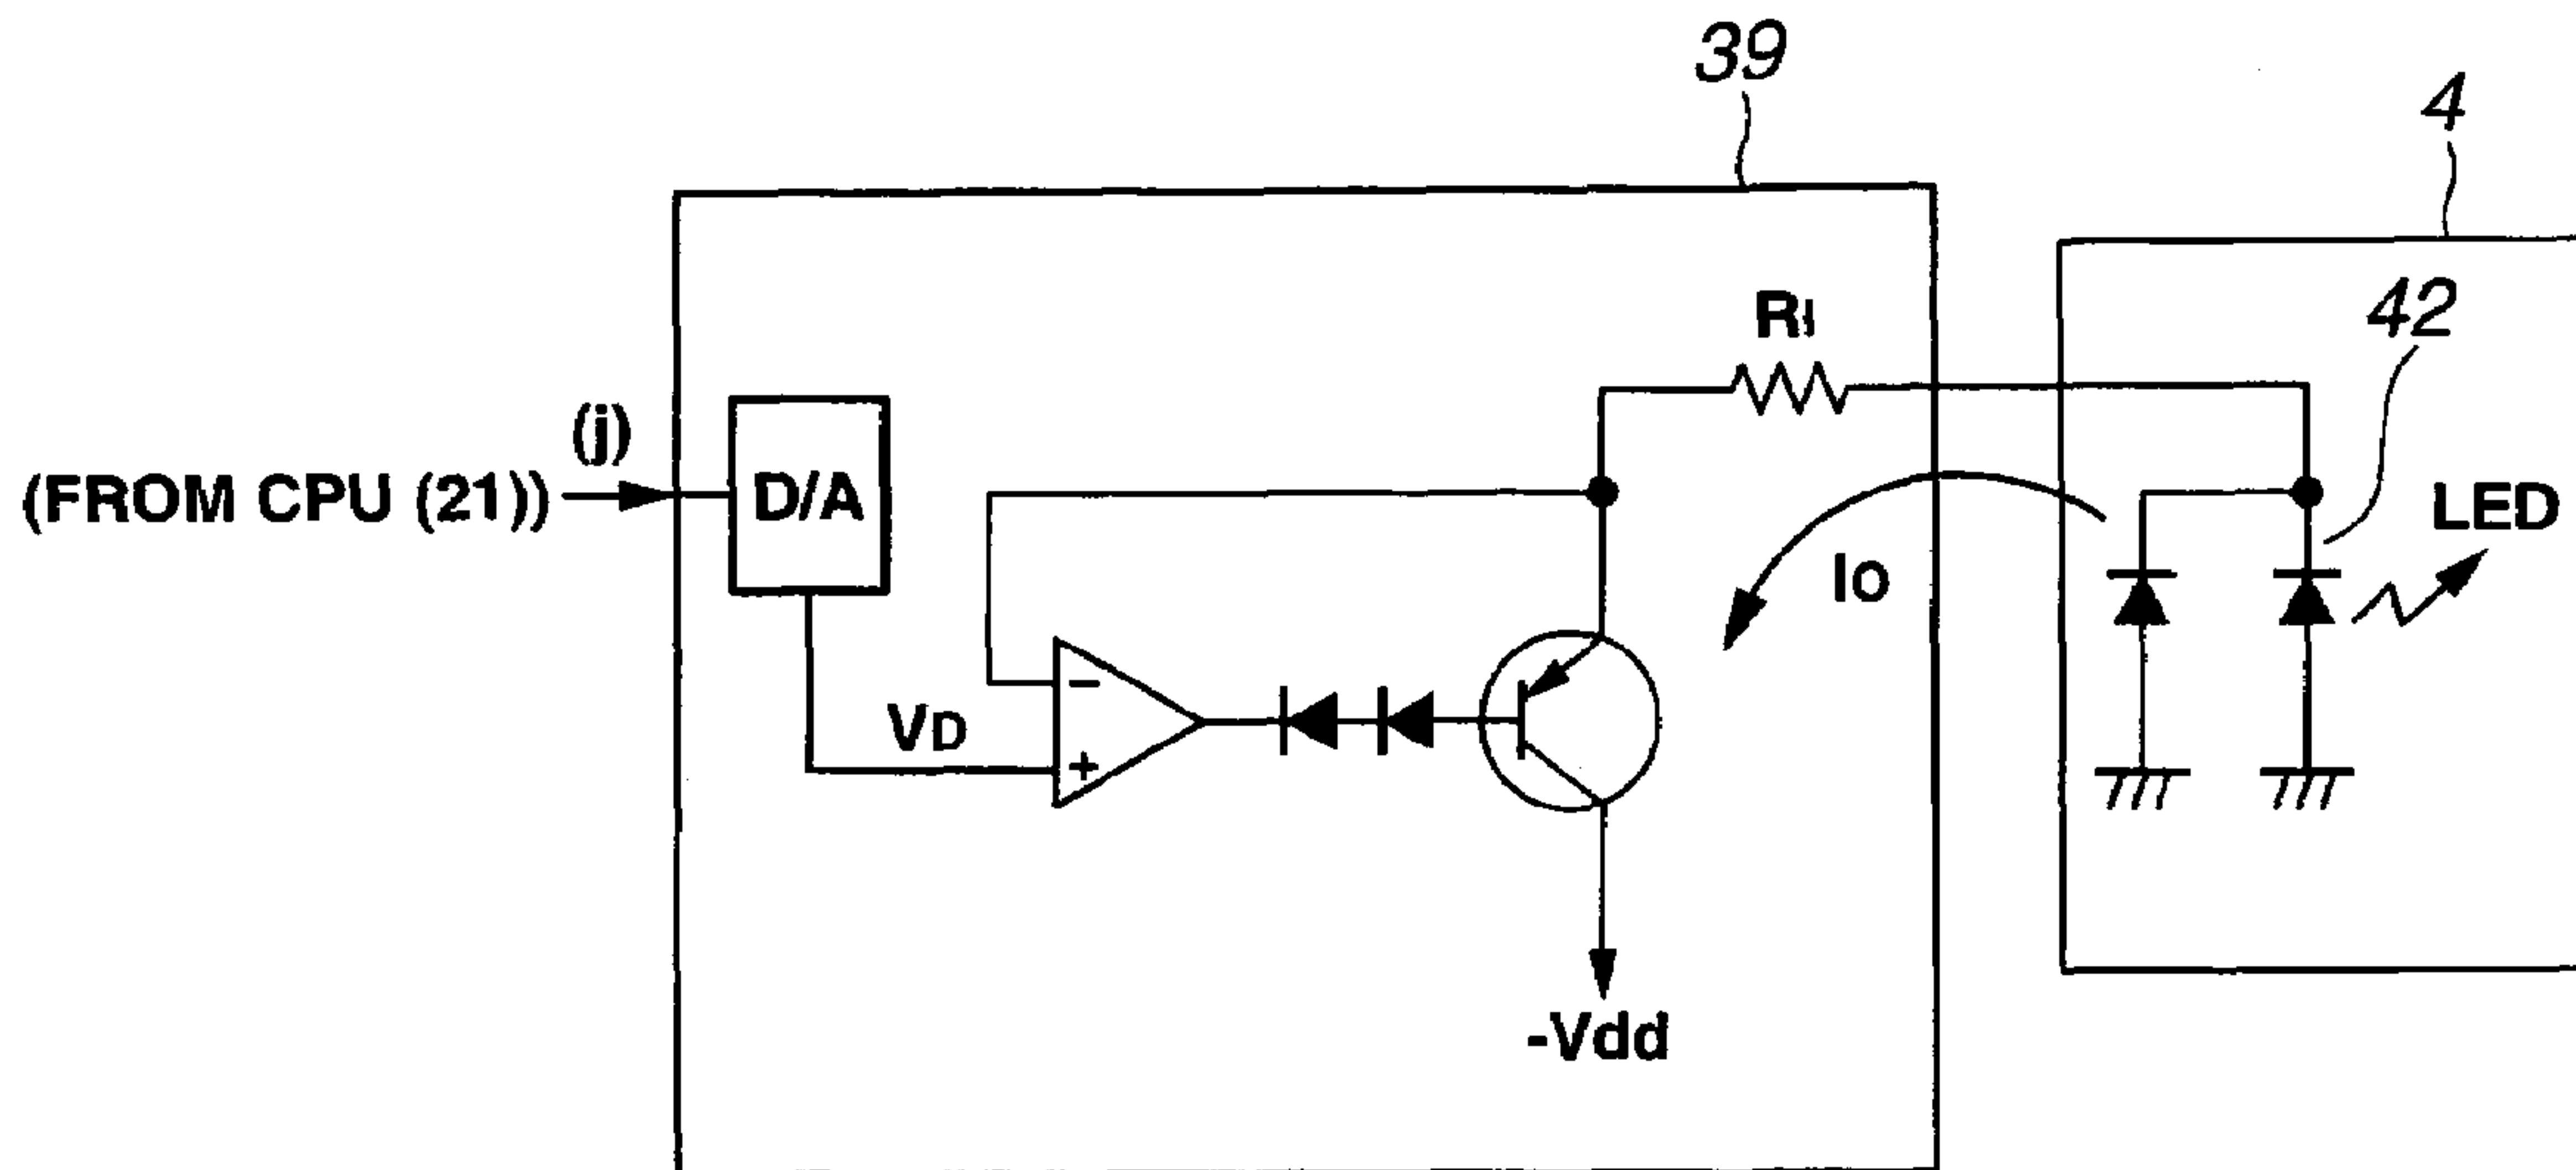 39
4
RI
42
(j)
(FROM CPU (21))
D/A
LED
IO
−
VD
+
-Vdd